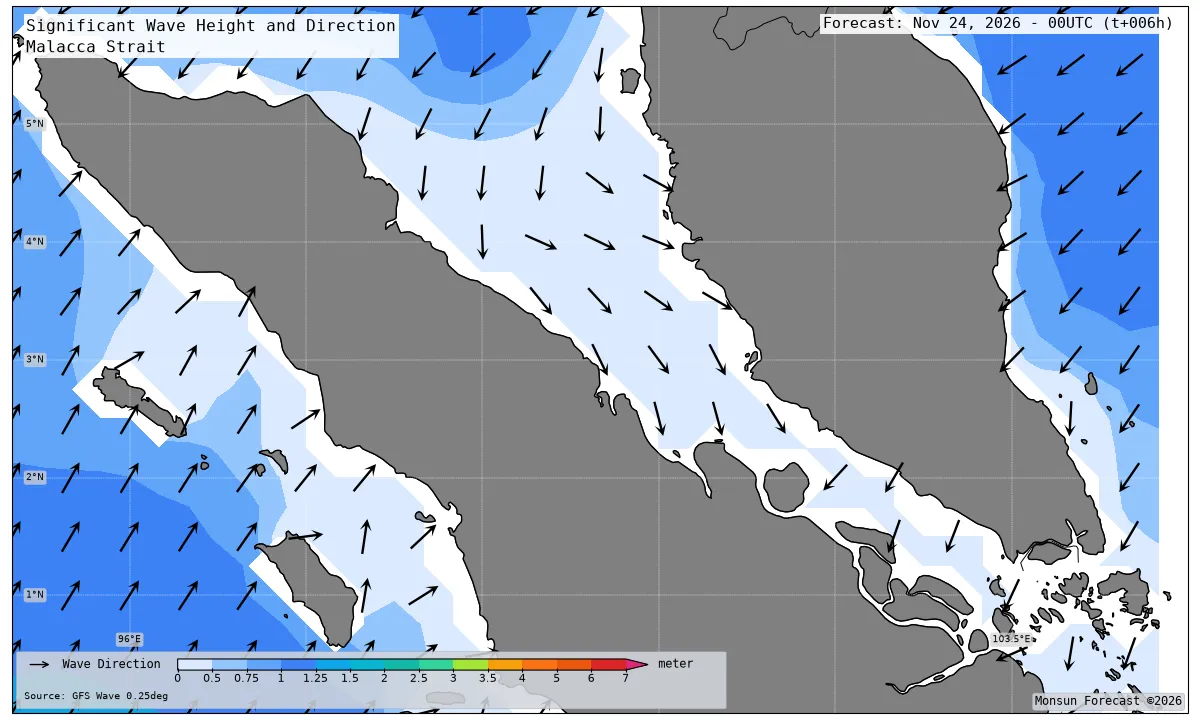 Significant Wave Height and Direction
Malacca Strait
Forecast: Nov 24, 2026 - 00UTC (t+006h)
5°N
4°N
3°N
2°N
1°N
96°E
103.5°E
Wave Direction
meter
0 0.5 0.75 1 1.25 1.5 2 2.5 3 3.5 4 5 6 7
Source: GFS Wave 0.25deg
Monsun Forecast ©2026